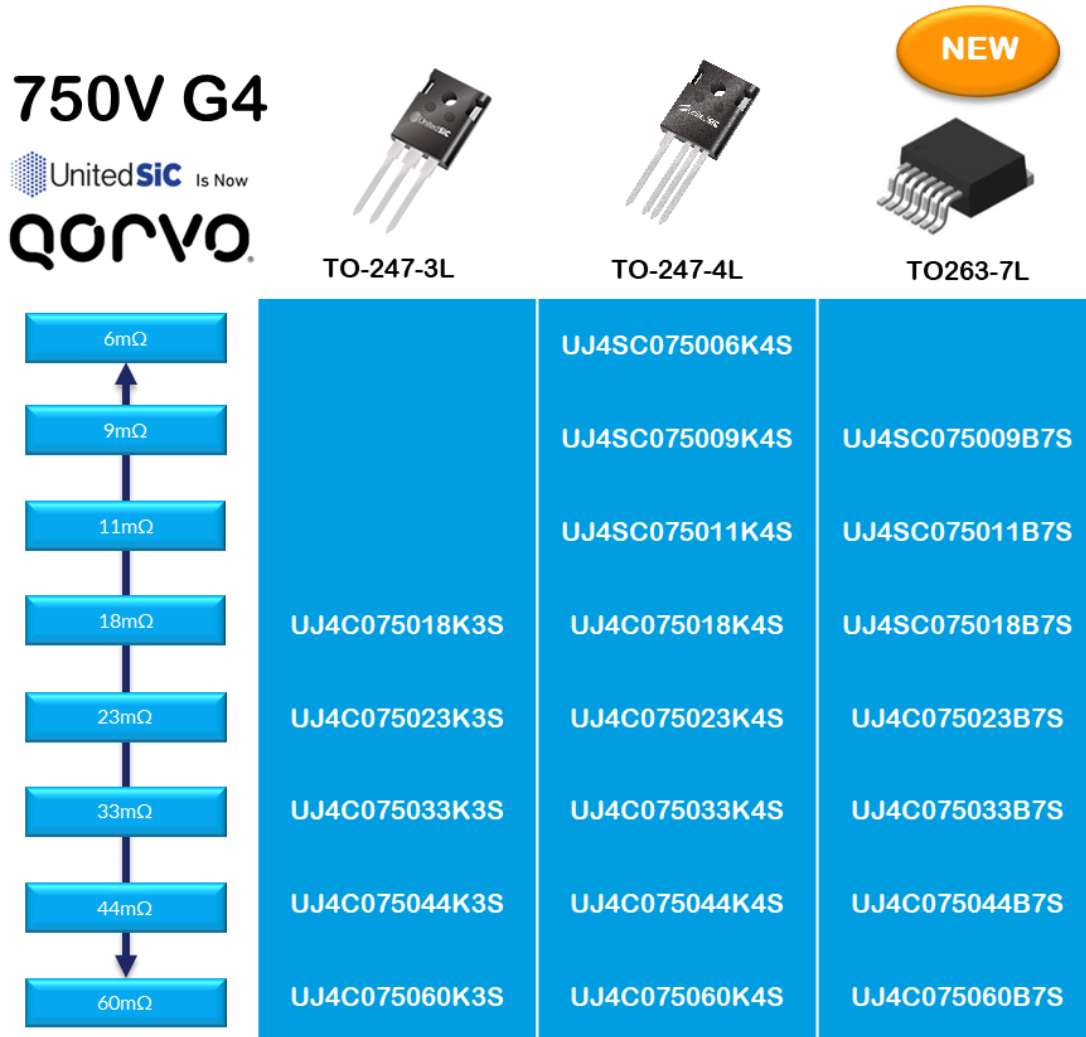 NEW
750V G4
UnitedSiC Is Now
QORVO®
UnitedSiC
UnitedSiC
TO-247-3L
TO-247-4L
TO263-7L
6mΩ
UJ4SC075006K4S
9mΩ
UJ4SC075009K4S
UJ4SC075009B7S
11mΩ
UJ4SC075011K4S
UJ4SC075011B7S
18mΩ
UJ4C075018K3S
UJ4C075018K4S
UJ4SC075018B7S
23mΩ
UJ4C075023K3S
UJ4C075023K4S
UJ4C075023B7S
33mΩ
UJ4C075033K3S
UJ4C075033K4S
UJ4C075033B7S
44mΩ
UJ4C075044K3S
UJ4C075044K4S
UJ4C075044B7S
60mΩ
UJ4C075060K3S
UJ4C075060K4S
UJ4C075060B7S